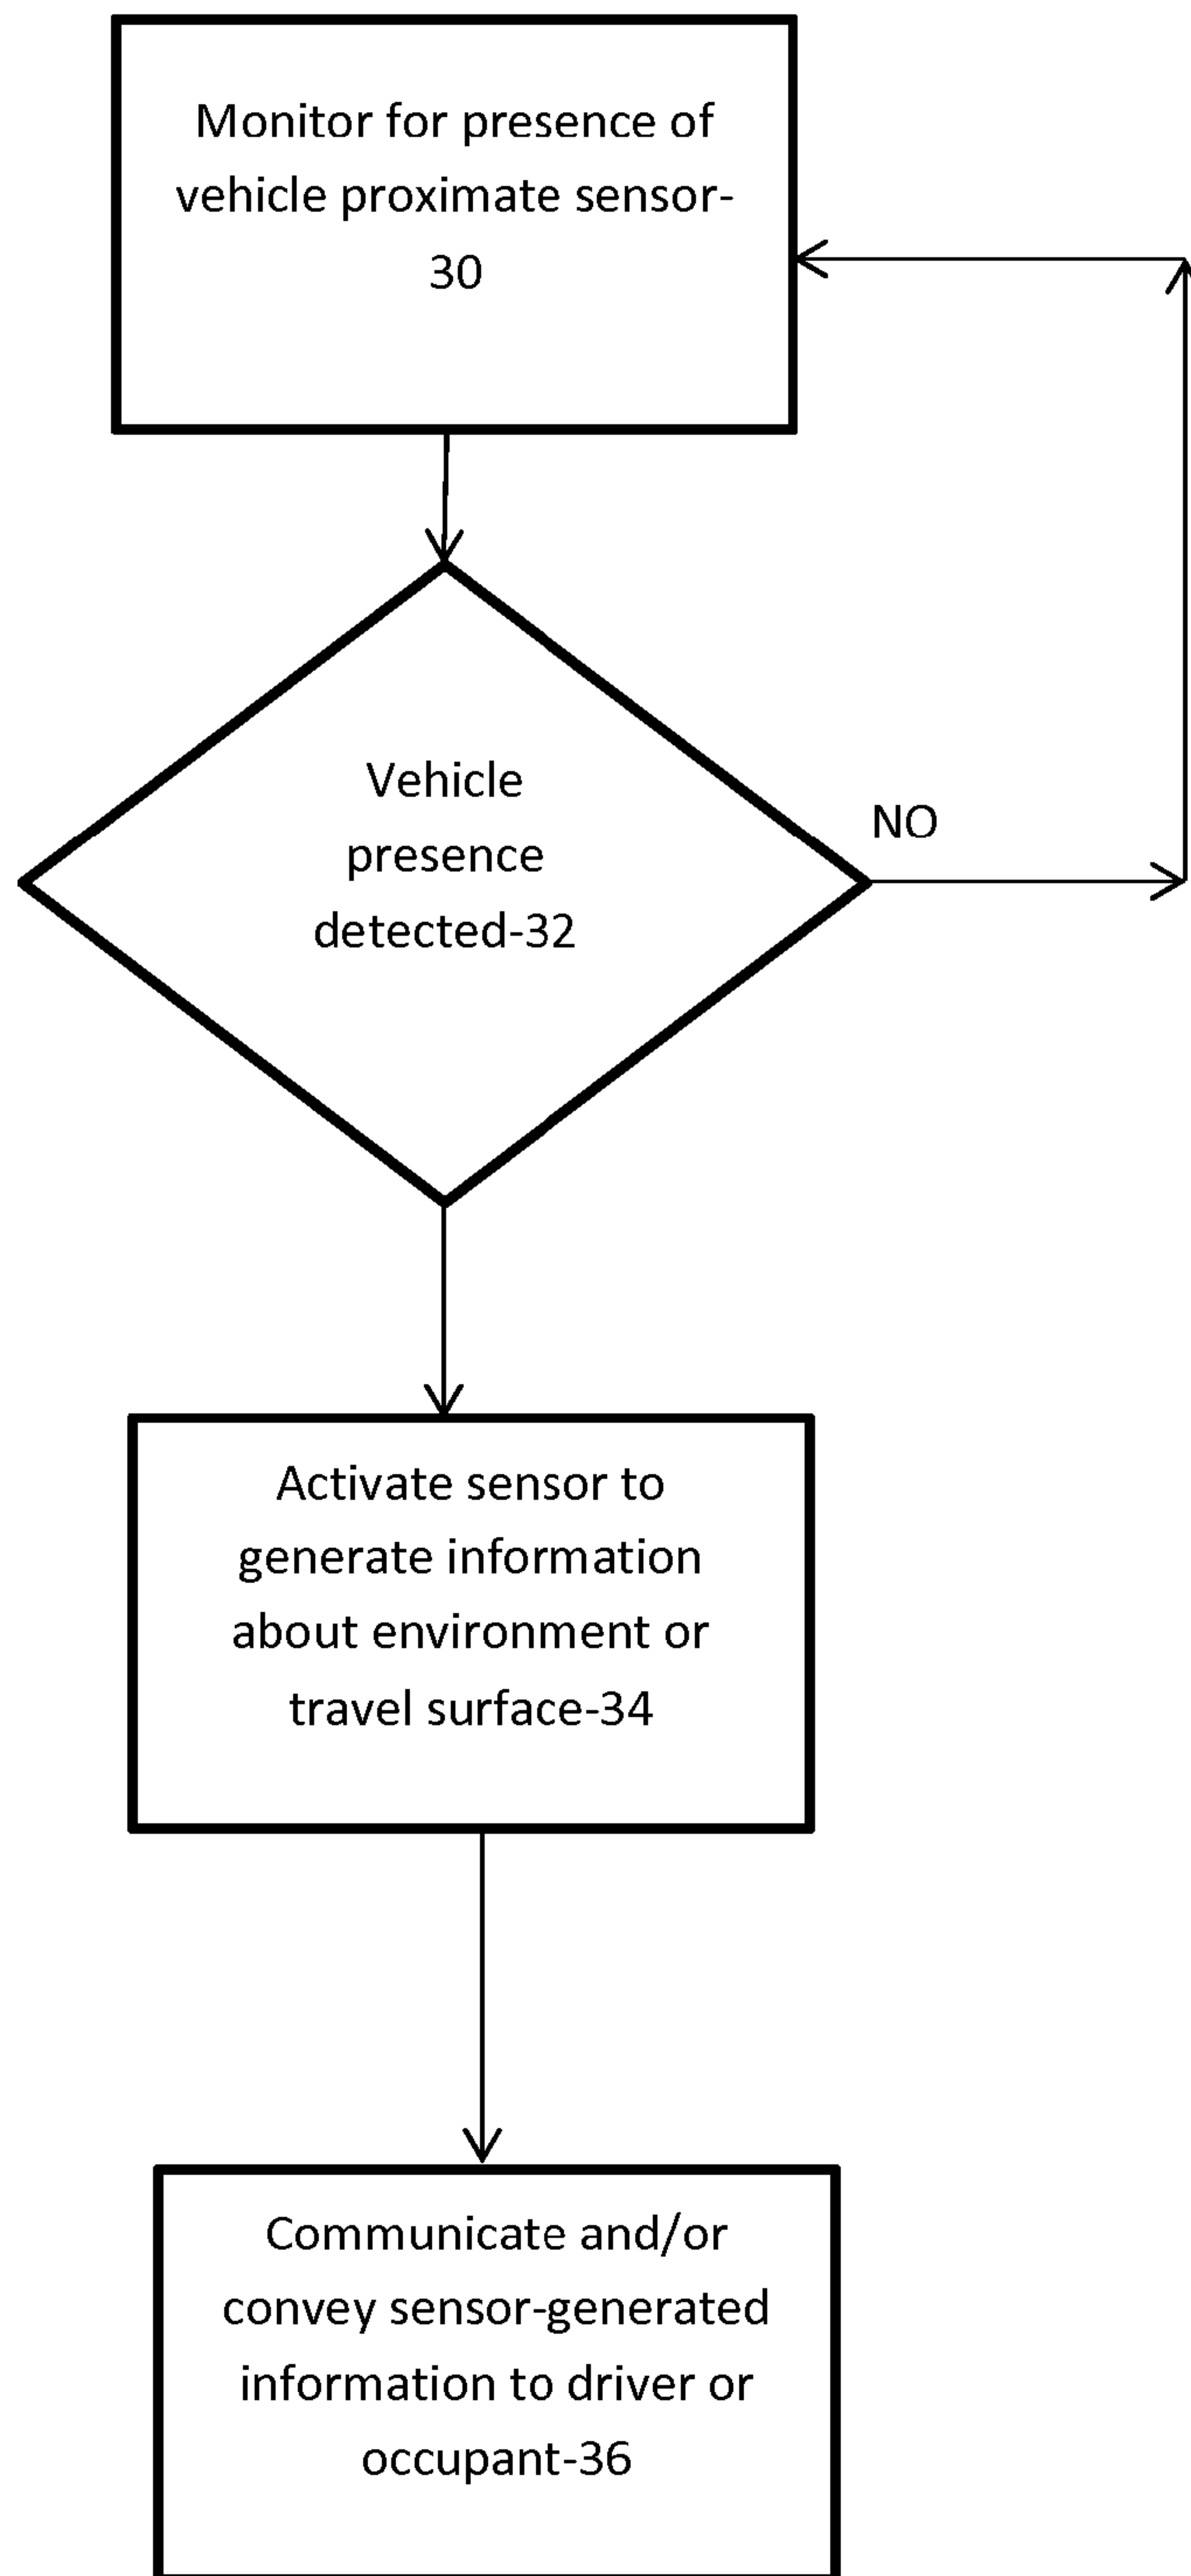 Monitor for presence of
vehicle proximate sensor-
30
Vehicle
presence
detected-32
NO
Activate sensor to
generate information
about environment or
travel surface-34
Communicate and/or
convey sensor-generated
information to driver or
occupant-36